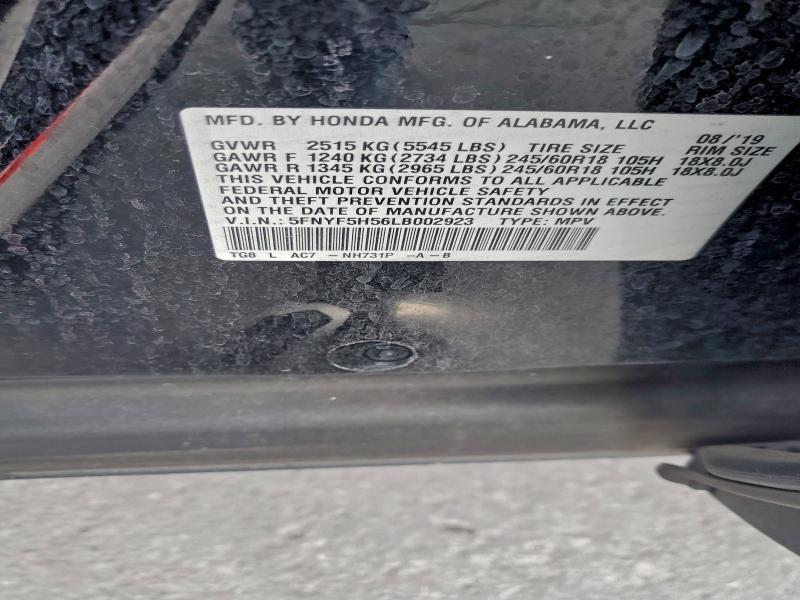 MFD. BY HONDA MFG. OF ALABAMA, LLC 08/'19
GVWR 2515 KG (5545 LBS) TIRE SIZE RIM SIZE
GAWR F 1240 KG (2734 LBS) 245/60R18 105H 18X8.0J
GAWR R 1345 KG (2965 LBS) 245/60R18 105H 18X8.0J
THIS VEHICLE CONFORMS TO ALL APPLICABLE
FEDERAL MOTOR VEHICLE SAFETY
AND THEFT PREVENTION STANDARDS IN EFFECT
ON THE DATE OF MANUFACTURE SHOWN ABOVE.
V.I.N.: 5FNYF5H56LB002923 TYPE: MPV
TG8 L AC7 -NH731P -A -B